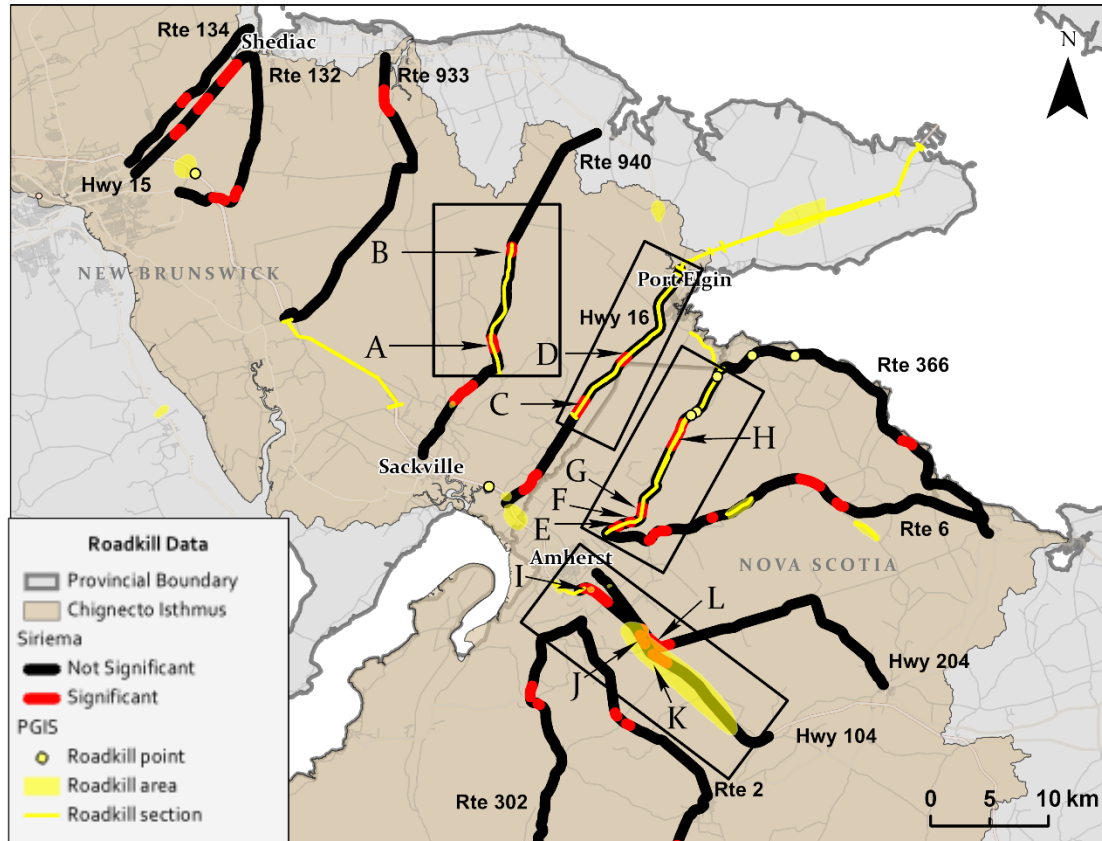 Rte 134
Shediac
Rte 132
Rte 933
N
Rte 940
Hwy 15
B
NEW BRUNSWICK
Port Elgin
Hwy 16
A
D
Rte 366
C
H
Sackville
G
F
E
Rte 6
Amherst
NOVA SCOTIA
I
L
J
K
Hwy 204
Hwy 104
Rte 302
Rte 2
0 5 10 km
Roadkill Data
Provincial Boundary
Chignecto Isthmus
Siriema
Not Significant
Significant
PGIS
Roadkill point
Roadkill area
Roadkill section